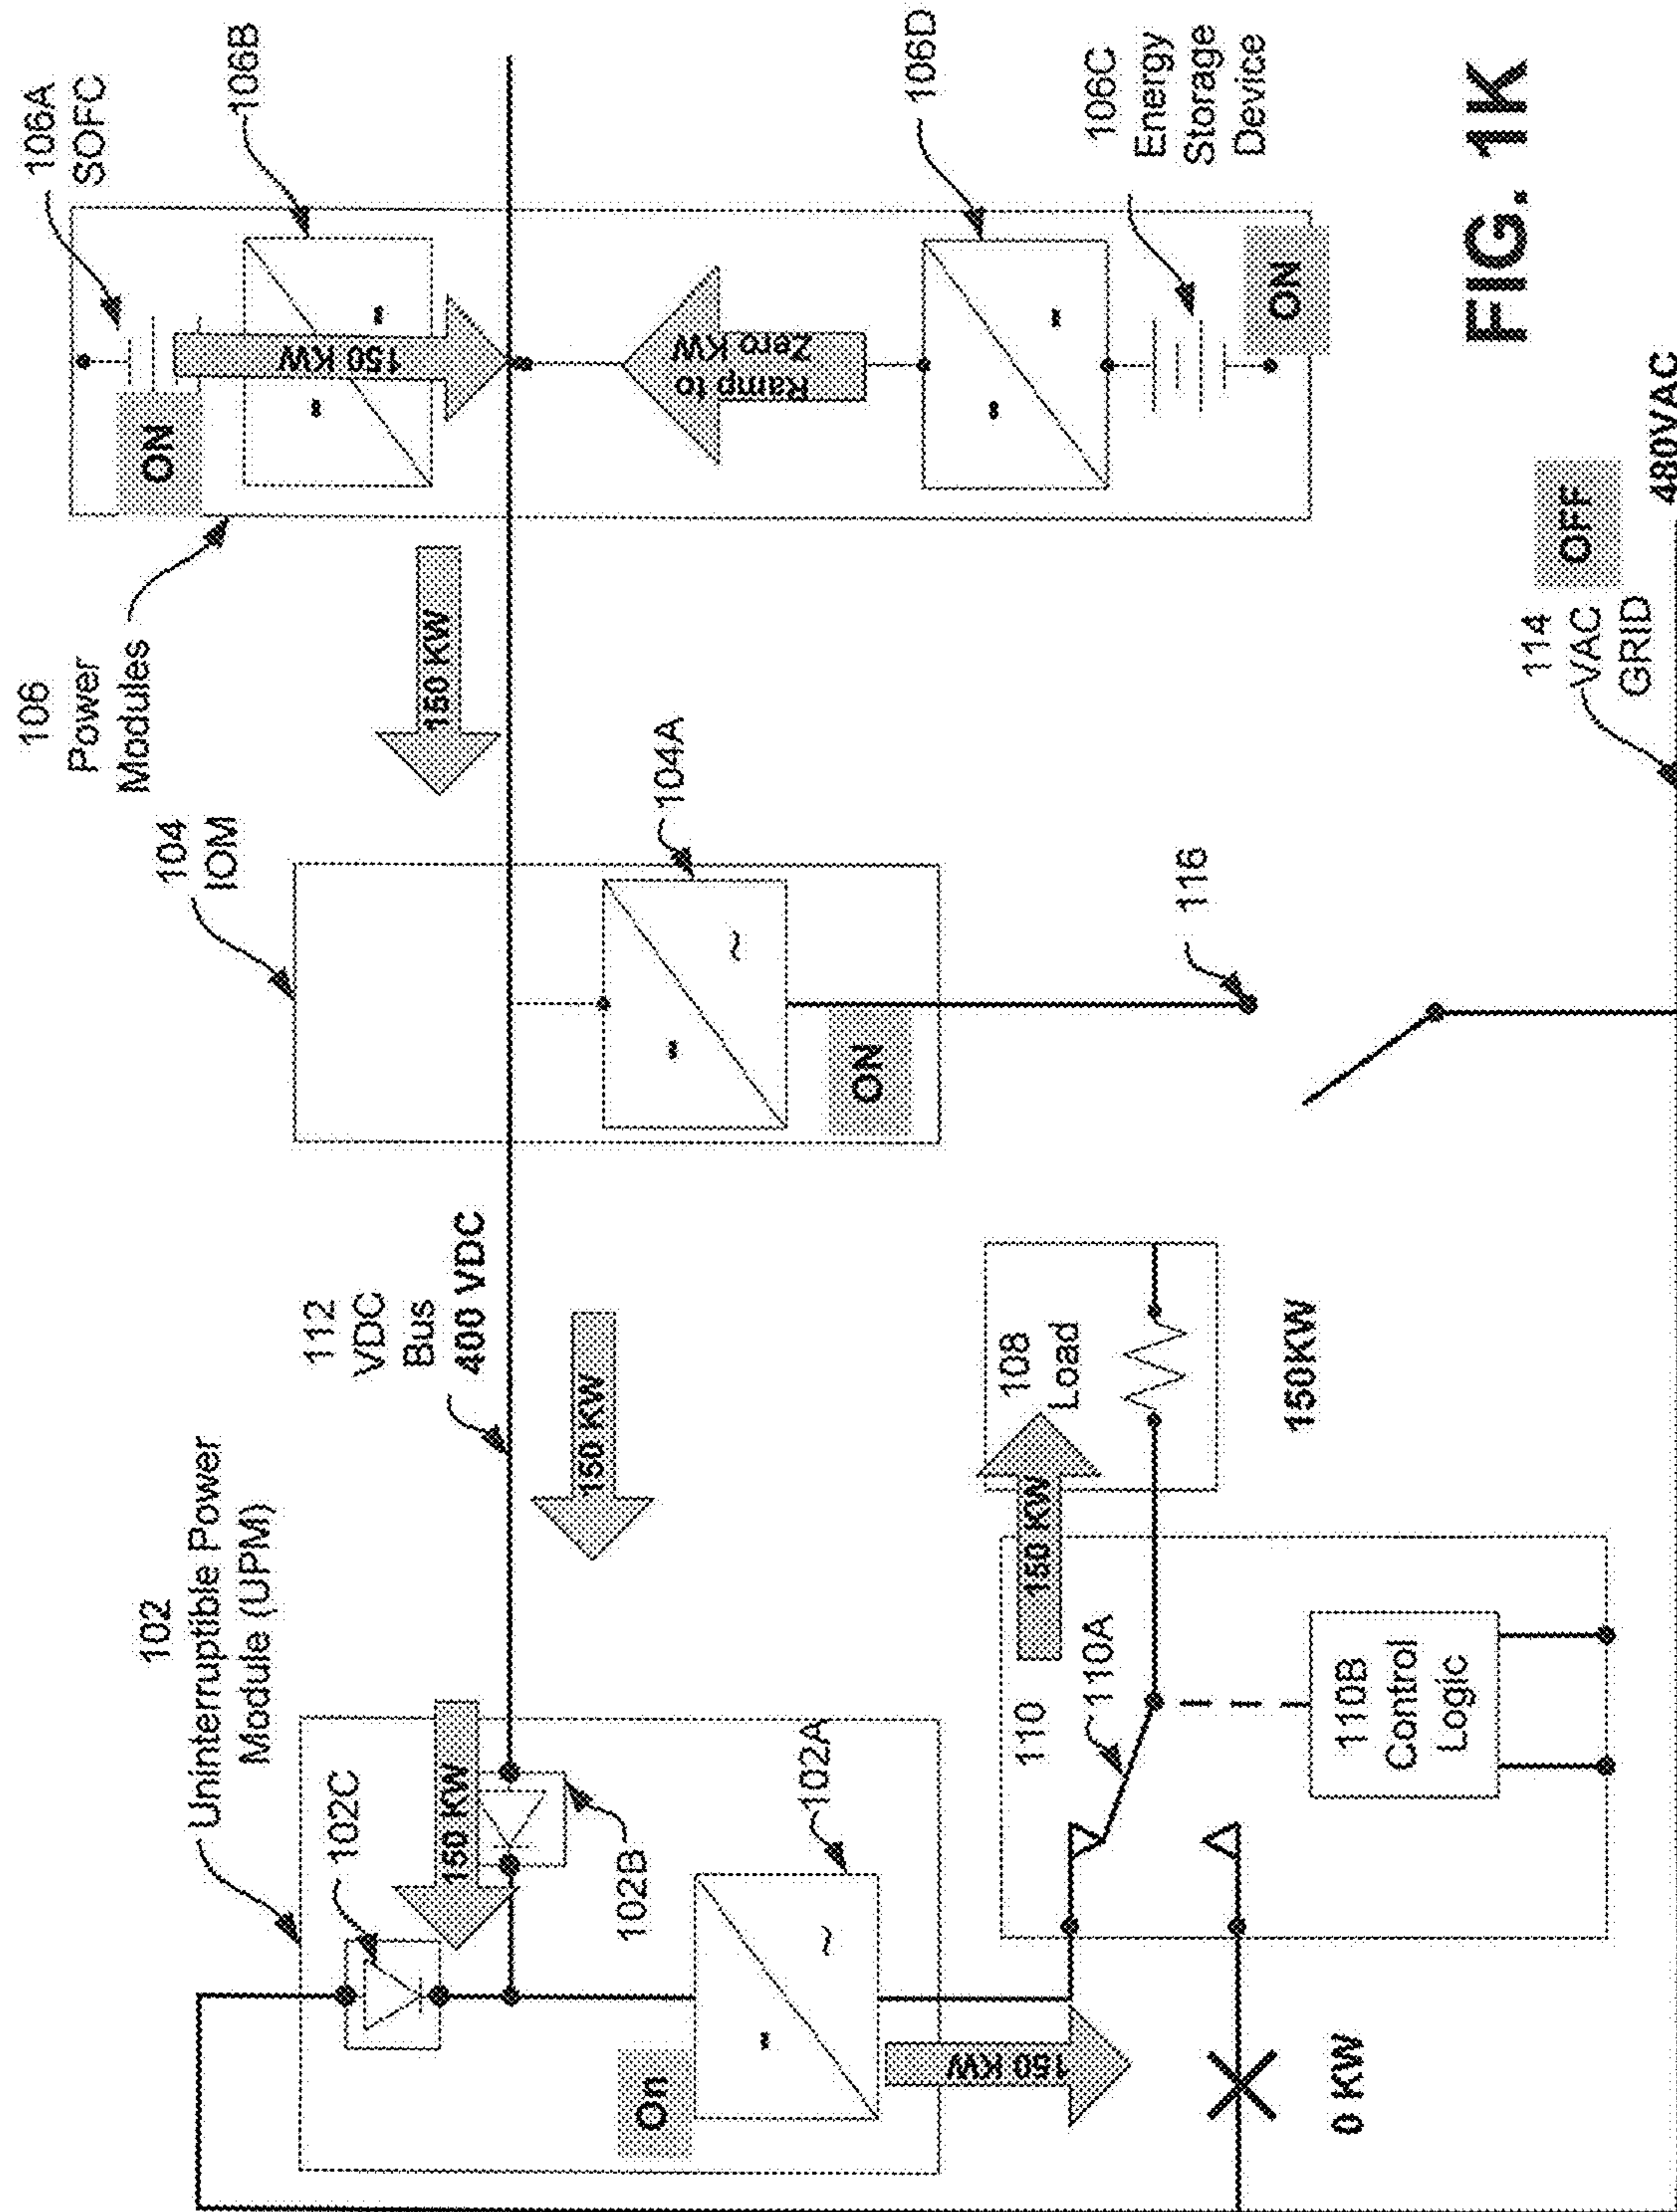 102
Uninterruptible Power
Module (UPM)
102C
150 KW
102B
On
102A
150 KW
0 KW
112
VDC
Bus
400 VDC
150 KW
110
110A
150 KW
110B
Control
Logic
108
Load
150KW
104
IOM
104A
ON
116
106
Power
Modules
150 KW
106A
SOFC
ON
150 KW
106B
Ramp to
Zero KW
106D
106C
Energy
Storage
Device
ON
114
VAC
GRID
OFF
480VAC
FIG. 1K